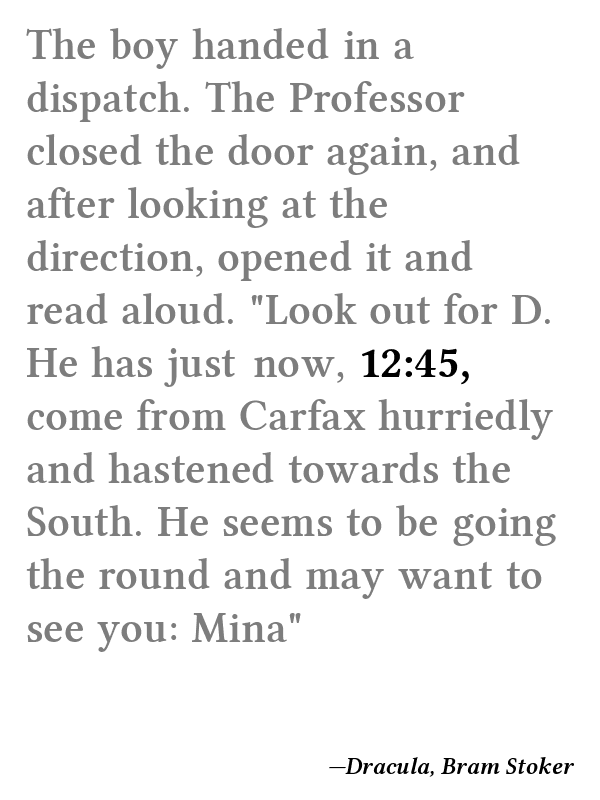 The boy handed in a
dispatch. The Professor
closed the door again, and
after looking at the
direction, opened it and
read aloud. "Look out for D.
He has just now, 12:45,
come from Carfax hurriedly
and hastened towards the
South. He seems to be going
the round and may want to
see you: Mina"
—Dracula, Bram Stoker